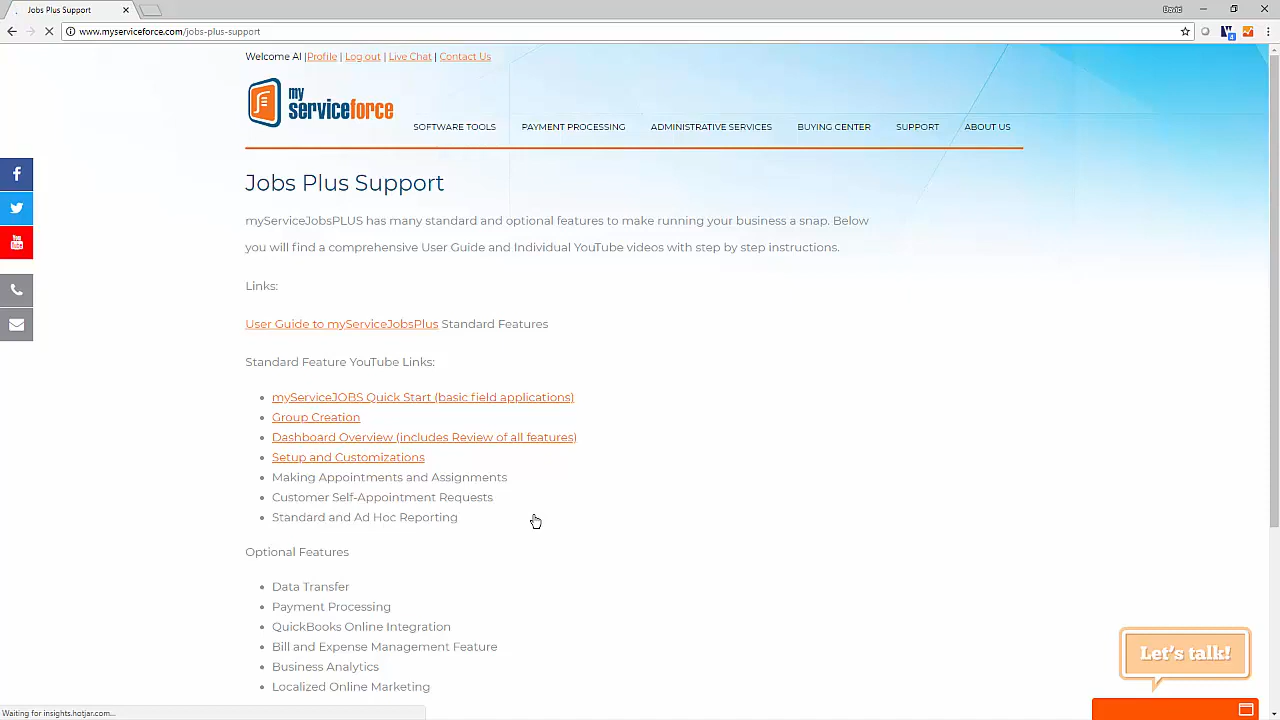 Jobs Plus Support
David
www.myserviceforce.com/jobs-plus-support
4
Welcome Al |Profile | Log out | Live Chat | Contact Us
my
serviceforce
SOFTWARE TOOLS PAYMENT PROCESSING ADMINISTRATIVE SERVICES BUYING CENTER SUPPORT ABOUT US
Jobs Plus Support
myServiceJobsPLUS has many standard and optional features to make running your business a snap. Below
you will find a comprehensive User Guide and Individual YouTube videos with step by step instructions.
Links:
User Guide to myServiceJobsPlus Standard Features
Standard Feature YouTube Links:
myServiceJOBS Quick Start (basic field applications)
Group Creation
Dashboard Overview (includes Review of all features)
Setup and Customizations
Making Appointments and Assignments
Customer Self-Appointment Requests
Standard and Ad Hoc Reporting
Optional Features
Data Transfer
Payment Processing
QuickBooks Online Integration
Bill and Expense Management Feature
Business Analytics
Localized Online Marketing
Let's talk!
Waiting for insights.hotjar.com...